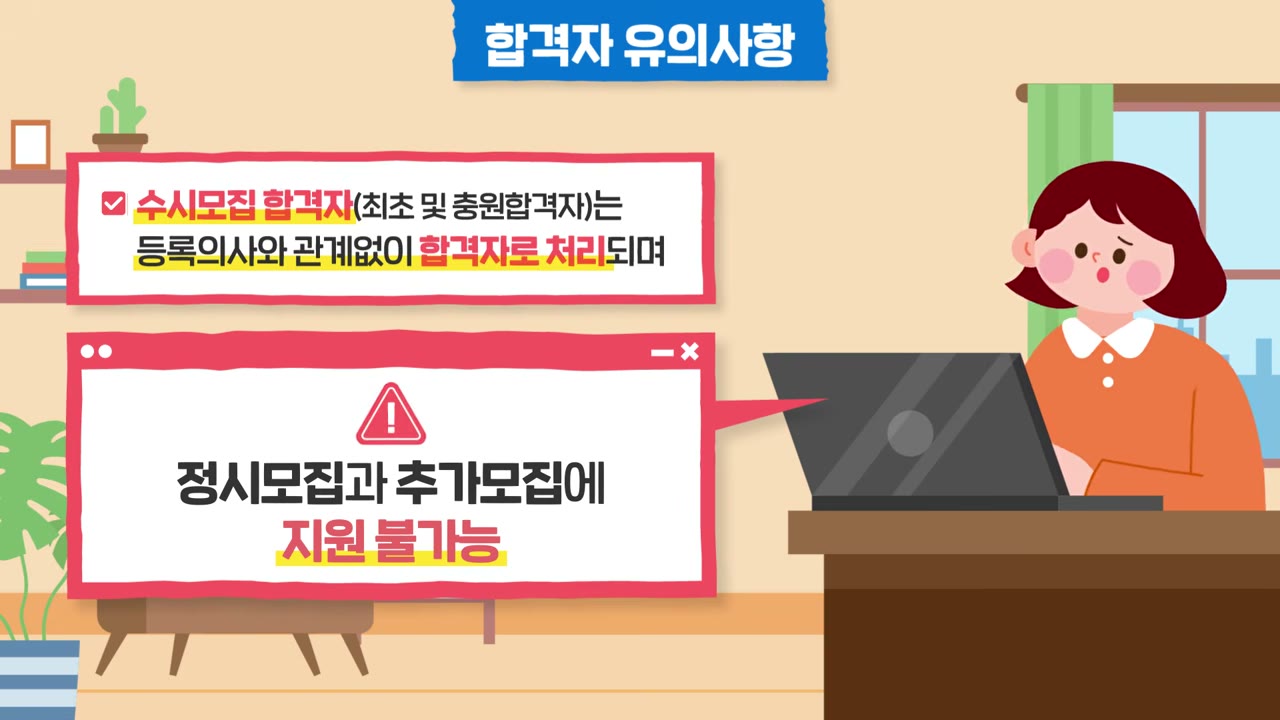 합격자 유의사항
수시모집 합격자(최초 및 충원합격자)는
등록의사와 관계없이 합격자로 처리되며
정시모집과 추가모집에
지원 불가능